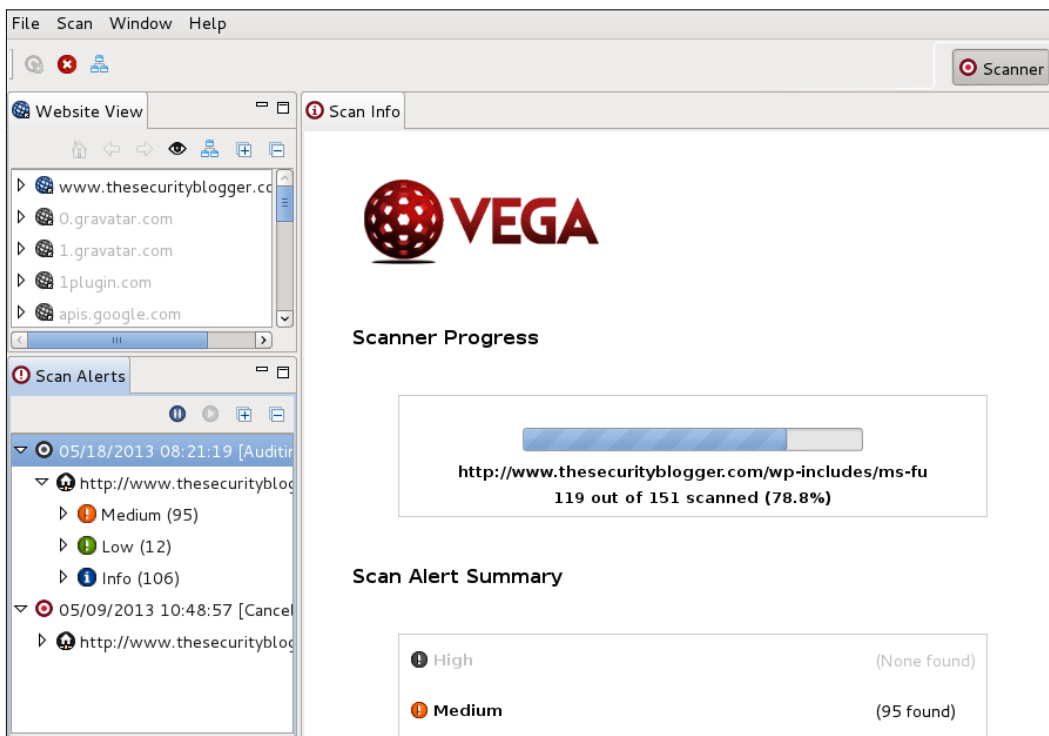 File Scan Window Help
Scanner
Website View
www.thesecurityblogger.cc
0.gravatar.com
1.gravatar.com
1plugin.com
apis.google.com
Scan Alerts
05/18/2013 08:21:19 [Auditin
http://www.thesecurityblog
Medium (95)
Low (12)
Info (106)
05/09/2013 10:48:57 [Cancel
http://www.thesecurityblog
Scan Info
VEGA
Scanner Progress
http://www.thesecurityblogger.com/wp-includes/ms-fu
119 out of 151 scanned (78.8%)
Scan Alert Summary
High (None found)
Medium (95 found)